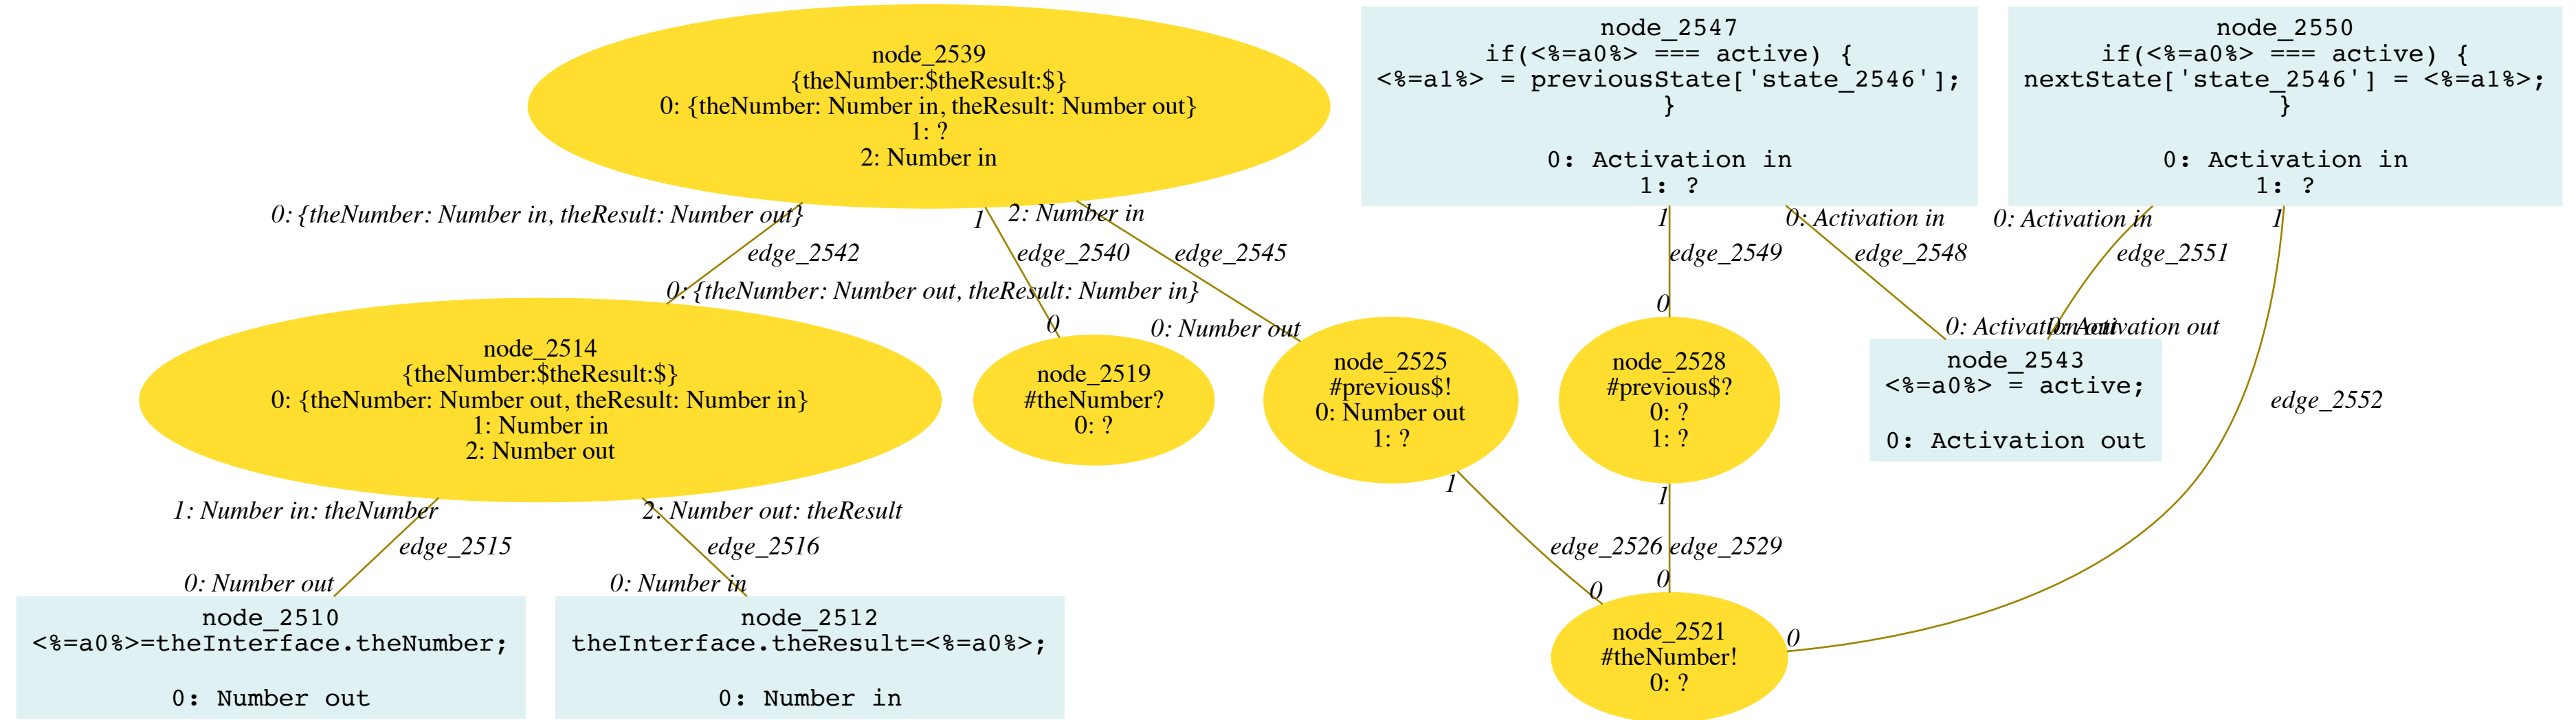 node_2539
{theNumber:$theResult:$}
0: {theNumber: Number in, theResult: Number out}
1: ?
2: Number in
node_2547
if(<%=a0%> === active) {
<%=a1%> = previousState['state_2546'];
}
0: Activation in
1: ?
node_2550
if(<%=a0%> === active) {
nextState['state_2546'] = <%=a1%>;
}
0: Activation in
1: ?
0: {theNumber: Number in, theResult: Number out}
1
2: Number in
1
0: Activation in
0: Activation in
1
edge_2542
edge_2540
edge_2545
edge_2549
edge_2548
edge_2551
0: {theNumber: Number out, theResult: Number in}
0
0: Number out
0
0: Activation out
0: Activation out
node_2514
{theNumber:$theResult:$}
0: {theNumber: Number out, theResult: Number in}
1: Number in
2: Number out
node_2519
#theNumber?
0: ?
node_2525
#previous$!
0: Number out
1: ?
node_2528
#previous$?
0: ?
1: ?
node_2543
<%=a0%> = active;
0: Activation out
edge_2552
1: Number in: theNumber
2: Number out: theResult
1
1
edge_2515
edge_2516
edge_2526
edge_2529
0: Number out
0: Number in
0
0
0
node_2510
<%=a0%>=theInterface.theNumber;
0: Number out
node_2512
theInterface.theResult=<%=a0%>;
0: Number in
node_2521
#theNumber!
0: ?